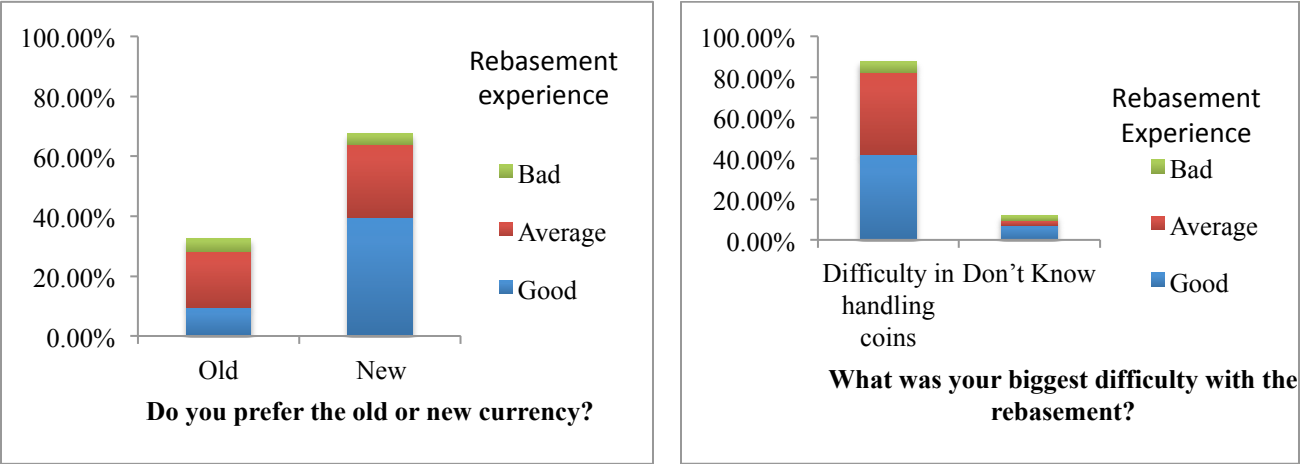 100.00%
80.00%
60.00%
40.00%
20.00%
0.00%
Old New
Do you prefer the old or new currency?
Rebasement
experience
Bad
Average
Good
100.00%
80.00%
60.00%
40.00%
20.00%
0.00%
Difficulty in Don’t Know
handling
coins
What was your biggest difficulty with the
rebasement?
Rebasement
Experience
Bad
Average
Good